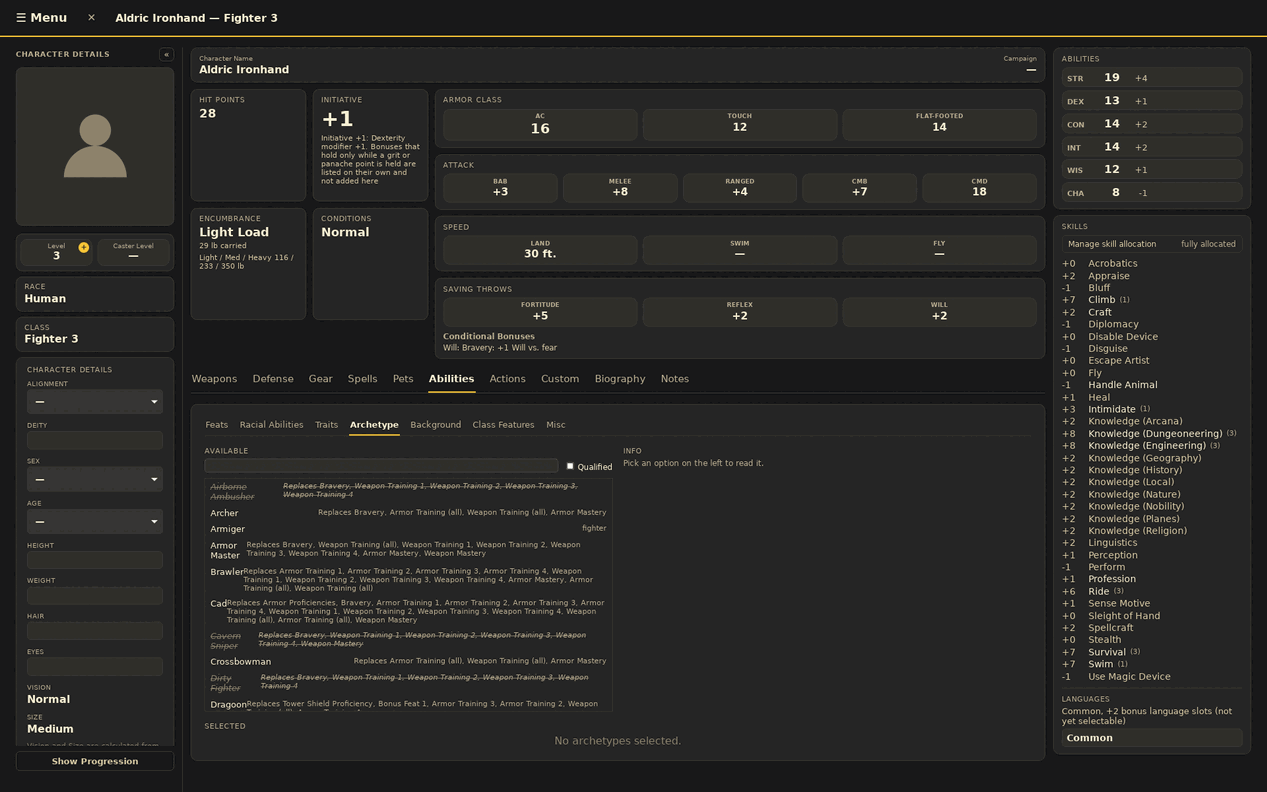 ☰ Menu ✕ Aldric Ironhand — Fighter 3
CHARACTER DETAILS «
Level
3
+
Caster Level
—
RACE
Human
CLASS
Fighter 3
CHARACTER DETAILS
ALIGNMENT
—
DEITY
SEX
—
AGE
—
HEIGHT
WEIGHT
HAIR
EYES
VISION
Normal
SIZE
Medium
Vision and Size are calculated from
Show Progression
Character Name
Aldric Ironhand
Campaign
—
HIT POINTS
28
INITIATIVE
+1
Initiative +1: Dexterity
modifier +1. Bonuses that
hold only while a grit or
panache point is held are
listed on their own and
not added here
ENCUMBRANCE
Light Load
29 lb carried
Light / Med / Heavy 116 /
233 / 350 lb
CONDITIONS
Normal
ARMOR CLASS
AC
16
TOUCH
12
FLAT-FOOTED
14
ATTACK
BAB
+3
MELEE
+8
RANGED
+4
CMB
+7
CMD
18
SPEED
LAND
30 ft.
SWIM
—
FLY
—
SAVING THROWS
FORTITUDE
+5
REFLEX
+2
WILL
+2
Conditional Bonuses
Will: Bravery: +1 Will vs. fear
Weapons Defense Gear Spells Pets Abilities Actions Custom Biography Notes
Feats Racial Abilities Traits Archetype Background Class Features Misc
AVAILABLE
Qualified
Airborne
Ambusher
Replaces Bravery, Weapon Training 1, Weapon Training 2, Weapon Training 3,
Weapon Training 4
Archer Replaces Bravery, Armor Training (all), Weapon Training (all), Armor Mastery
Armiger fighter
Armor
Master
Replaces Bravery, Weapon Training (all), Weapon Training 1, Weapon Training 2, Weapon
Training 3, Weapon Training 4, Armor Mastery, Weapon Mastery
Brawler Replaces Armor Training 1, Armor Training 2, Armor Training 3, Armor Training 4, Weapon
Training 1, Weapon Training 2, Weapon Training 3, Weapon Training 4, Armor Mastery, Armor
Training (all), Weapon Training (all)
Cad Replaces Armor Proficiencies, Bravery, Armor Training 1, Armor Training 2, Armor Training 3, Armor
Training 4, Weapon Training 1, Weapon Training 2, Weapon Training 3, Weapon Training 4, Weapon
Training (all), Armor Training (all), Weapon Mastery
Cavern
Sniper
Replaces Bravery, Weapon Training 1, Weapon Training 2, Weapon Training 3, Weapon
Training 4, Weapon Mastery
Crossbowman Replaces Armor Training (all), Weapon Training (all), Armor Mastery
Dirty
Fighter
Replaces Bravery, Weapon Training 1, Weapon Training 2, Weapon Training 3, Weapon
Training 4
Dragoon Replaces Tower Shield Proficiency, Bonus Feat 1, Armor Training 3, Armor Training 2, Weapon
SELECTED
No archetypes selected.
INFO
Pick an option on the left to read it.
ABILITIES
STR 19 +4
DEX 13 +1
CON 14 +2
INT 14 +2
WIS 12 +1
CHA 8 -1
SKILLS
Manage skill allocation fully allocated
+0 Acrobatics
+2 Appraise
-1 Bluff
+7 Climb (1)
+2 Craft
-1 Diplomacy
+0 Disable Device
-1 Disguise
+0 Escape Artist
+0 Fly
-1 Handle Animal
+1 Heal
+3 Intimidate (1)
+2 Knowledge (Arcana)
+8 Knowledge (Dungeoneering) (3)
+8 Knowledge (Engineering) (3)
+2 Knowledge (Geography)
+2 Knowledge (History)
+2 Knowledge (Local)
+2 Knowledge (Nature)
+2 Knowledge (Nobility)
+2 Knowledge (Planes)
+2 Knowledge (Religion)
+2 Linguistics
+1 Perception
-1 Perform
+1 Profession
+6 Ride (3)
+1 Sense Motive
+0 Sleight of Hand
+2 Spellcraft
+0 Stealth
+7 Survival (3)
+7 Swim (1)
-1 Use Magic Device
LANGUAGES
Common, +2 bonus language slots (not
yet selectable)
Common